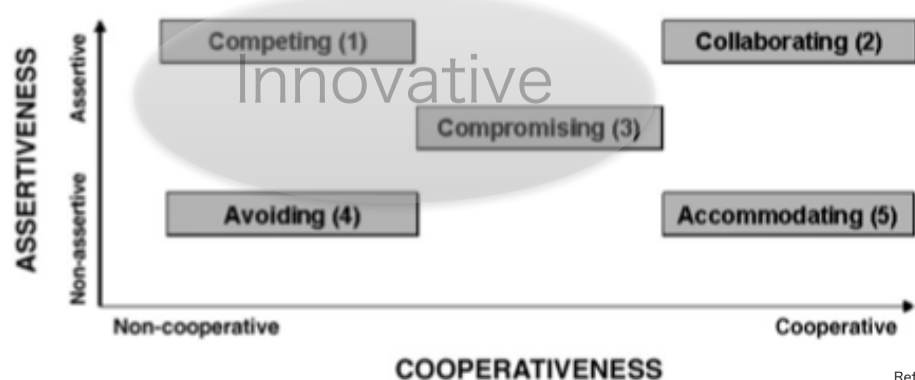 Competing (1)
Collaborating (2)
Innovative
Compromising (3)
Avoiding (4)
Accommodating (5)
ASSERTIVENESS
Assertive
Non-assertive
Non-cooperative
Cooperative
COOPERATIVENESS
Ref